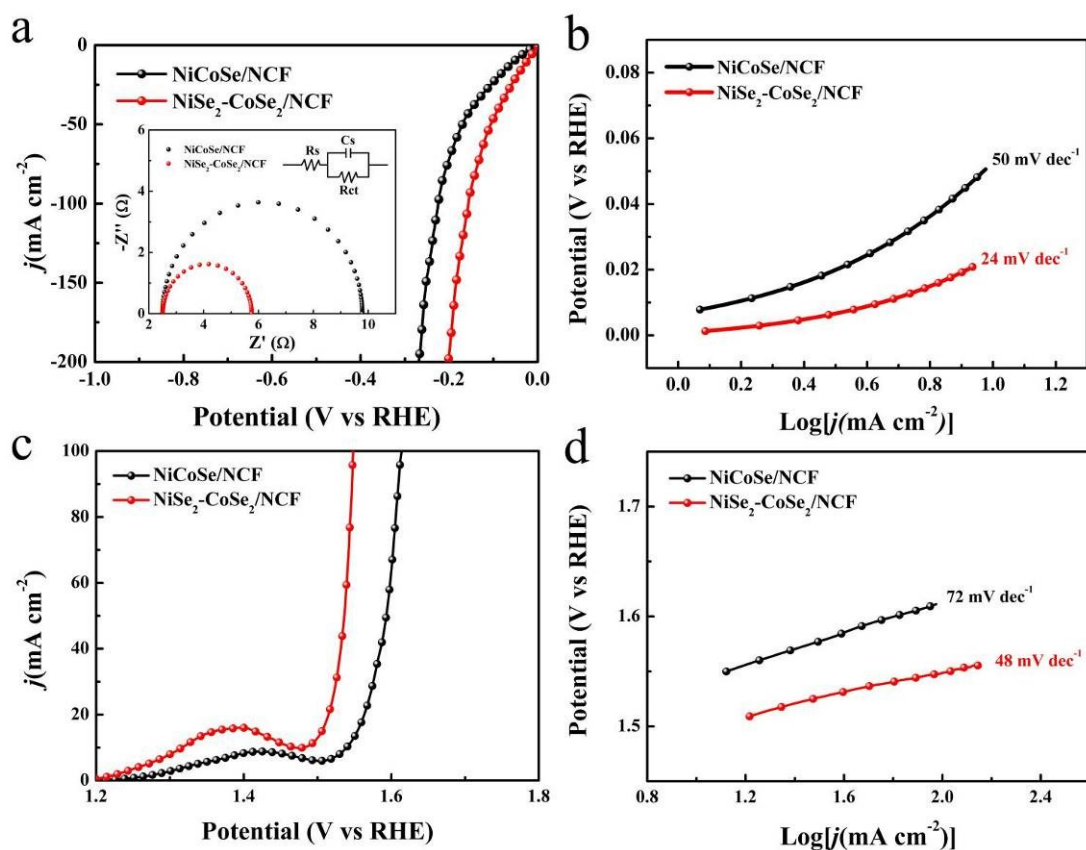 a
0
-50
-100
-150
-200
j(mA cm⁻²)
-1.0 -0.8 -0.6 -0.4 -0.2 0.0
Potential (V vs RHE)
NiCoSe/NCF
NiSe₂-CoSe₂/NCF
6
4
2
0
-Z'' (Ω)
2 4 6 8 10
Z' (Ω)
NiCoSe/NCF
NiSe₂-CoSe₂/NCF
Rs
Cs
Rct
b
0.08
0.04
0.02
0.00
Potential (V vs RHE)
0.0 0.2 0.4 0.6 0.8 1.0 1.2
Log[j(mA cm⁻²)]
NiCoSe/NCF
NiSe₂-CoSe₂/NCF
50 mV dec⁻¹
24 mV dec⁻¹
c
100
80
60
40
20
0
j(mA cm⁻²)
1.2 1.4 1.6 1.8
Potential (V vs RHE)
NiCoSe/NCF
NiSe₂-CoSe₂/NCF
d
1.7
1.6
1.5
Potential (V vs RHE)
0.8 1.2 1.6 2.0 2.4
Log[j(mA cm⁻²)]
NiCoSe/NCF
NiSe₂-CoSe₂/NCF
72 mV dec⁻¹
48 mV dec⁻¹